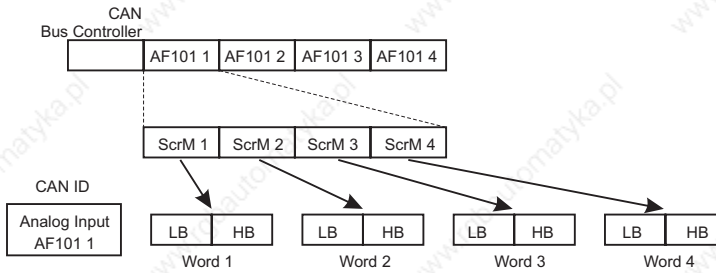 CAN
Bus Controller
AF101 1 AF101 2 AF101 3 AF101 4
ScrM 1 ScrM 2 ScrM 3 ScrM 4
CAN ID
Analog Input
AF101 1
LB HB LB HB LB HB LB HB
Word 1 Word 2 Word 3 Word 4